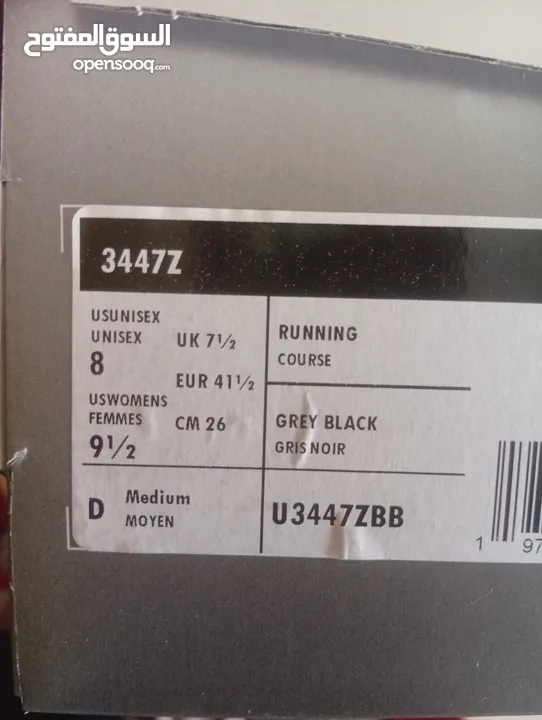 السوق المفتوح
opensooq.com
3447Z
USUNISEX
UNISEX
8
UK 7½
EUR 41½
USWOMENS
FEMMES
9½
CM 26
RUNNING
COURSE
GREY BLACK
GRIS NOIR
D Medium
MOYEN
U3447ZBB
1 97